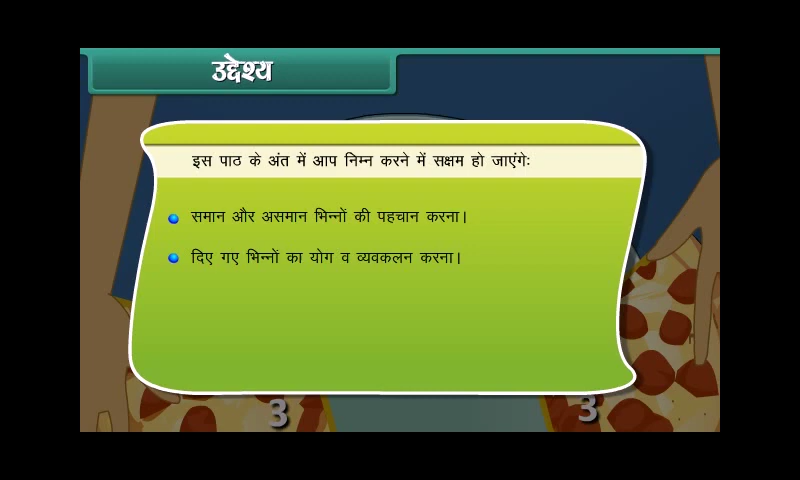 उद्देश्य
इस पाठ के अंत में आप निम्न करने में सक्षम हो जाएंगे:
समान और असमान भिन्नों की पहचान करना।
दिए गए भिन्नों का योग व व्यवकलन करना।
3 3